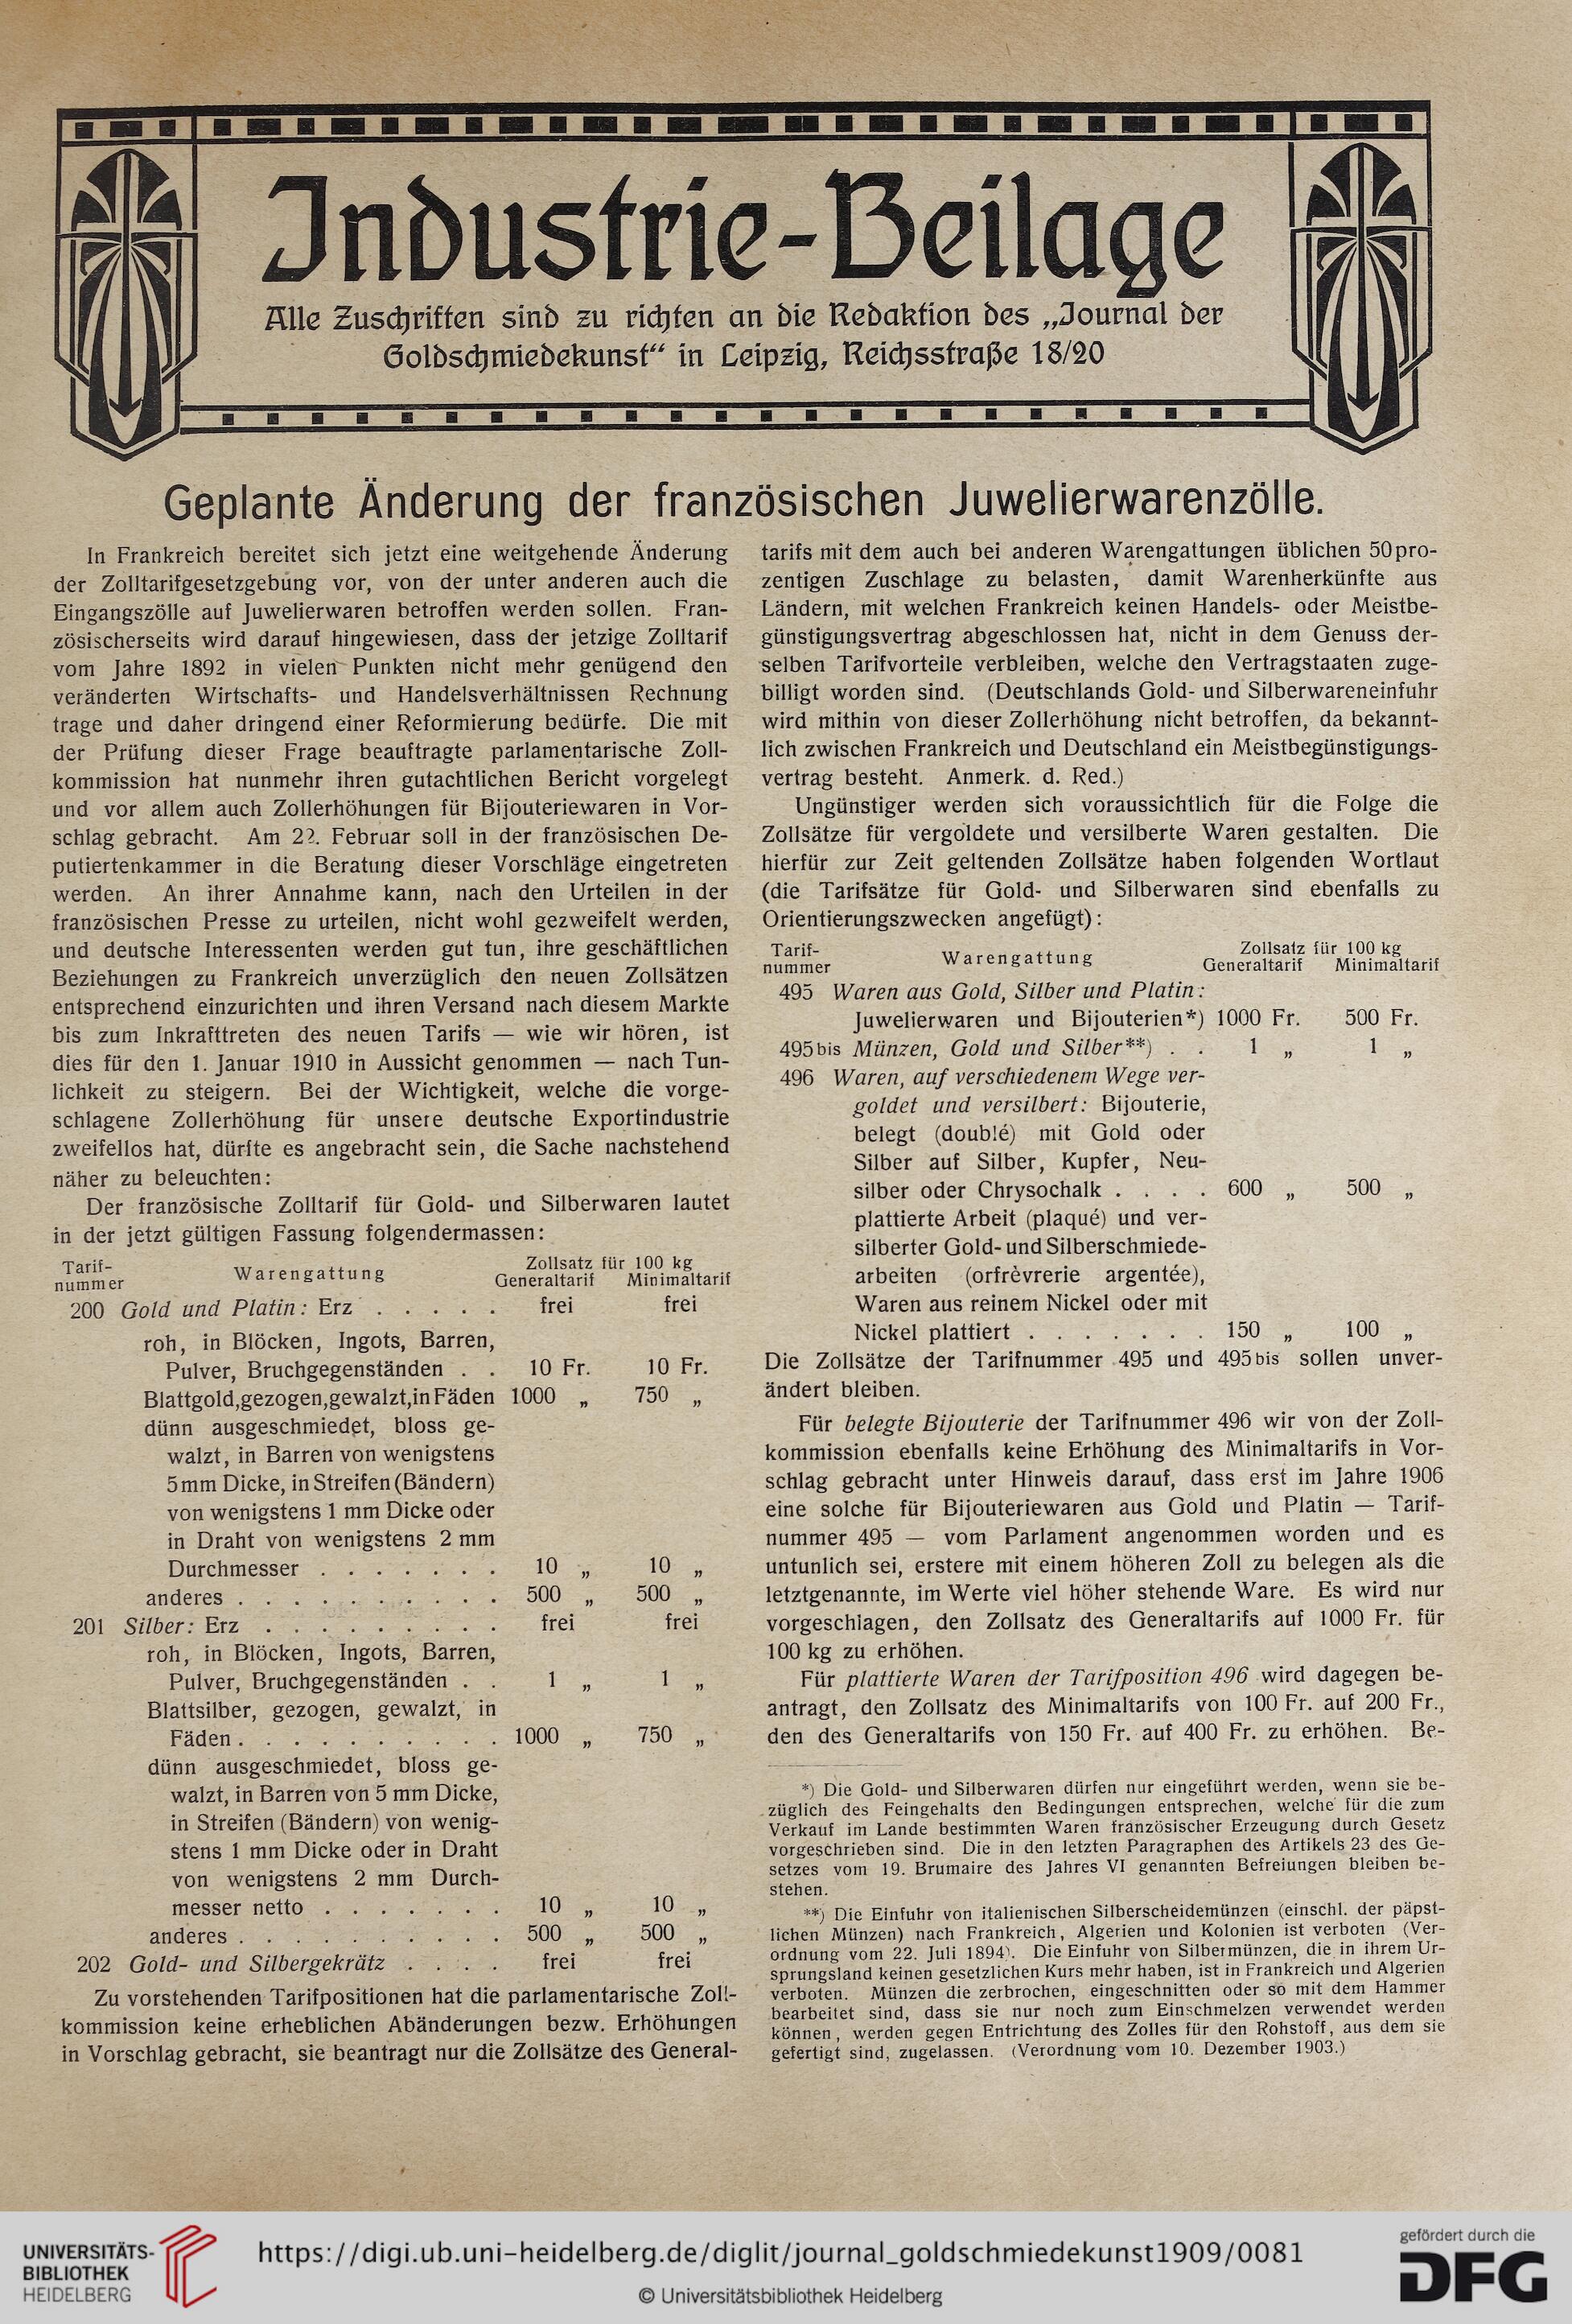 Industrie-Beilage
Alle Zuschriften sind zu richten an die Redaktion des „Journal der
Goldschmiedekunst“ in Leipzig, Reichsstraße 18/20
Geplante Änderung der französischen Juwelierwarenzölle.
In Frankreich bereitet sich jetzt eine weitgehende Änderung
der Zolltarifgesetzgebung vor, von der unter anderen auch die
Eingangszölle auf Juwelierwaren betroffen werden sollen. Fran-
zösischerseits wird darauf hingewiesen, dass der jetzige Zolltarif
vom Jahre 1892 in vielen Punkten nicht mehr genügend den
veränderten Wirtschafts- und Handelsverhältnissen Rechnung
trage und daher dringend einer Reformierung bedürfe. Die mit
der Prüfung dieser Frage beauftragte parlamentarische Zoll-
kommission hat nunmehr ihren gutachtlichen Bericht vorgelegt
und vor allem auch Zollerhöhungen für Bijouteriewaren in Vor-
schlag gebracht. Am 22. Februar soll in der französischen De-
putiertenkammer in die Beratung dieser Vorschläge eingetreten
werden. An ihrer Annahme kann, nach den Urteilen in der
französischen Presse zu urteilen, nicht wohl gezweifelt werden,
und deutsche Interessenten werden gut tun, ihre geschäftlichen
Beziehungen zu Frankreich unverzüglich den neuen Zollsätzen
entsprechend einzurichten und ihren Versand nach diesem Markte
bis zum Inkrafttreten des neuen Tarifs — wie wir hören, ist
dies für den 1. Januar 1910 in Aussicht genommen — nach Tun-
lichkeit zu steigern. Bei der Wichtigkeit, welche die vorge-
schlagene Zollerhöhung für unsere deutsche Exportindustrie
zweifellos hat, dürfte es angebracht sein, die Sache nachstehend
näher zu beleuchten:
Der französische Zolltarif für Gold- und Silberwaren lautet
in der jetzt gültigen Fassung folgendermassen:
Tarif- Zollsatz für 100 kg
nummer Warengattung Generaltarif Minimaltarif
200 Gold und Platin: Erz . . . . . frei frei
roh, in Blöcken, Ingots, Barren,
Pulver, Bruchgegenständen . . 10 Fr. 10 Fr.
Blattgold, gezogen, gewalzt, in Fäden 1000 „ 750 „
dünn ausgeschmiedet, bloss ge-
walzt, in Barren von wenigstens
5 mm Dicke, in Streifen (Bändern)
von wenigstens 1 mm Dicke oder
in Draht von wenigstens 2 mm
Durchmesser . . . . . . . 10 „ 10 „
anderes . . . . . . . . . . 500 „ 500 „
201 Silber: Erz . . . . . . . . . frei frei
roh, in Blöcken, Ingots, Barren,
Pulver, Bruchgegenständen . . 1 „ 1 „
Blattsilber, gezogen, gewalzt, in
Fäden . . . . . . . . . . 1000 „ 750 „
dünn ausgeschmiedet, bloss ge-
walzt, in Barren von 5 mm Dicke,
in Streifen (Bändern) von wenig-
stens 1 mm Dicke oder in Draht
von wenigstens 2 mm Durch-
messer netto . . . . . . . 10 „ 10 „
anderes . . . . . . . . . . 500 „ 500 „
202 Gold- und Silbergekrätz . . . . frei frei
Zu vorstehenden Tarifpositionen hat die parlamentarische Zoll-
kommission keine erheblichen Abänderungen bezw. Erhöhungen
in Vorschlag gebracht, sie beantragt nur die Zollsätze des General-
tarifs mit dem auch bei anderen Warengattungen üblichen 50pro-
zentigen Zuschlage zu belasten, damit Warenherkünfte aus
Ländern, mit welchen Frankreich keinen Handels- oder Meistbe-
günstigungsvertrag abgeschlossen hat, nicht in dem Genuss der-
selben Tarifvorteile verbleiben, welche den Vertragstaaten zuge-
billigt worden sind. (Deutschlands Gold- und Silberwareneinfuhr
wird mithin von dieser Zollerhöhung nicht betroffen, da bekannt-
lich zwischen Frankreich und Deutschland ein Meistbegünstigungs-
vertrag besteht. Anmerk. d. Red.)
Ungünstiger werden sich voraussichtlich für die Folge die
Zollsätze für vergoldete und versilberte Waren gestalten. Die
hierfür zur Zeit geltenden Zollsätze haben folgenden Wortlaut
(die Tarifsätze für Gold- und Silberwaren sind ebenfalls zu
Orientierungszwecken angefügt):
Tarif- Zollsatz für 100 kg
nummer Warengattung Generaltarif Minimaltarif
495 Waren aus Gold, Silber und Platin:
Juwelierwaren und Bijouterien*) 1000 Fr. 500 Fr.
495bis Münzen, Gold und Silber**) . . 1 „ 1 „
496 Waren, auf verschiedenem Wege ver-
goldet und versilbert: Bijouterie,
belegt (doublé) mit Gold oder
Silber auf Silber, Kupfer, Neu-
silber oder Chrysochalk . . . . 600 „ 500 „
plattierte Arbeit (plaqué) und ver-
silberter Gold- und Silberschmiede-
arbeiten (orfrèvrerie argentée),
Waren aus reinem Nickel oder mit
Nickel plattiert . . . . . . . 150 „ 100 „
Die Zollsätze der Tarifnummer 495 und 495bis sollen unver-
ändert bleiben.
Für belegte Bijouterie der Tarifnummer 496 wir von der Zoll-
kommission ebenfalls keine Erhöhung des Minimaltarifs in Vor-
schlag gebracht unter Hinweis darauf, dass erst im Jahre 1906
eine solche für Bijouteriewaren aus Gold und Platin — Tarif-
nummer 495 — vom Parlament angenommen worden und es
untunlich sei, erstere mit einem höheren Zoll zu belegen als die
letztgenannte, im Werte viel höher stehende Ware. Es wird nur
vorgeschlagen, den Zollsatz des Generaltarifs auf 1000 Fr. für
100 kg zu erhöhen.
Für plattierte Waren der Tarifposition 496 wird dagegen be-
antragt, den Zollsatz des Minimaltarifs von 100 Fr. auf 200 Fr.,
den des Generaltarifs von 150 Fr. auf 400 Fr. zu erhöhen. Be-
*) Die Gold- und Silberwaren dürfen nur eingeführt werden, wenn sie be-
züglich des Feingehalts den Bedingungen entsprechen, welche für die zum
Verkauf im Lande bestimmten Waren französischer Erzeugung durch Gesetz
vorgeschrieben sind. Die in den letzten Paragraphen des Artikels 23 des Ge-
setzes vom 19. Brumaire des Jahres VI genannten Befreiungen bleiben be-
stehen.
**) Die Einfuhr von italienischen Silberscheidemünzen (einschl. der päpst-
lichen Münzen) nach Frankreich, Algerien und Kolonien ist verboten (Ver-
ordnung vom 22. Juli 1894). Die Einfuhr von Silbermünzen, die in ihrem Ur-
sprungsland keinen gesetzlichen Kurs mehr haben, ist in Frankreich und Algerien
verboten. Münzen die zerbrochen, eingeschnitten oder so mit dem Hammer
bearbeitet sind, dass sie nur noch zum Einschmelzen verwendet werden
können, werden gegen Entrichtung des Zolles für den Rohstoff, aus dem sie
gefertigt sind, zugelassen. (Verordnung vom 10. Dezember 1903.)
UNIVERSITÄTS-
BIBLIOTHEK
HEIDELBERG
https://digi.ub.uni-heidelberg.de/diglit/journal_goldschmiedekunst1909/0081
© Universitätsbibliothek Heidelberg
gefördert durch die
DFG